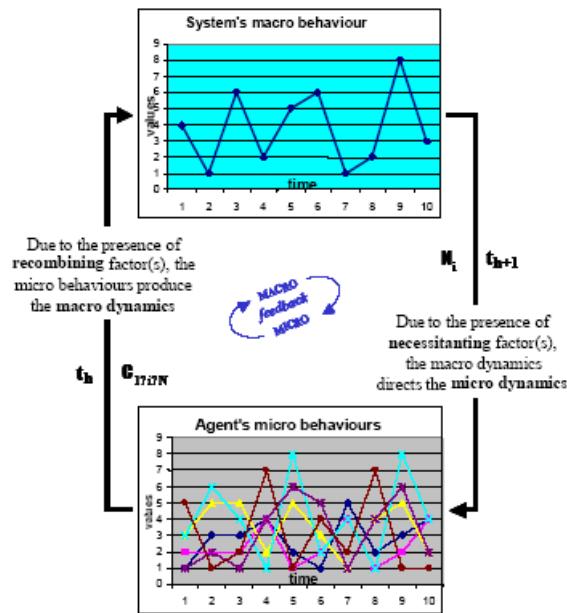 System's macro behaviour
9
8
7
6
5
4
3
2
1
0
values
time
1 2 3 4 5 6 7 8 9 10
Due to the presence of
recombining factor(s), the
micro behaviours produce
the macro dynamics
th C1?i?N
MACRO
feedback
MICRO
Ni th+1
Due to the presence of
necessitanting factor(s),
the macro dynamics
directs the micro dynamics
Agent's micro behaviours
9
8
7
6
5
4
3
2
1
0
values
time
1 2 3 4 5 6 7 8 9 10